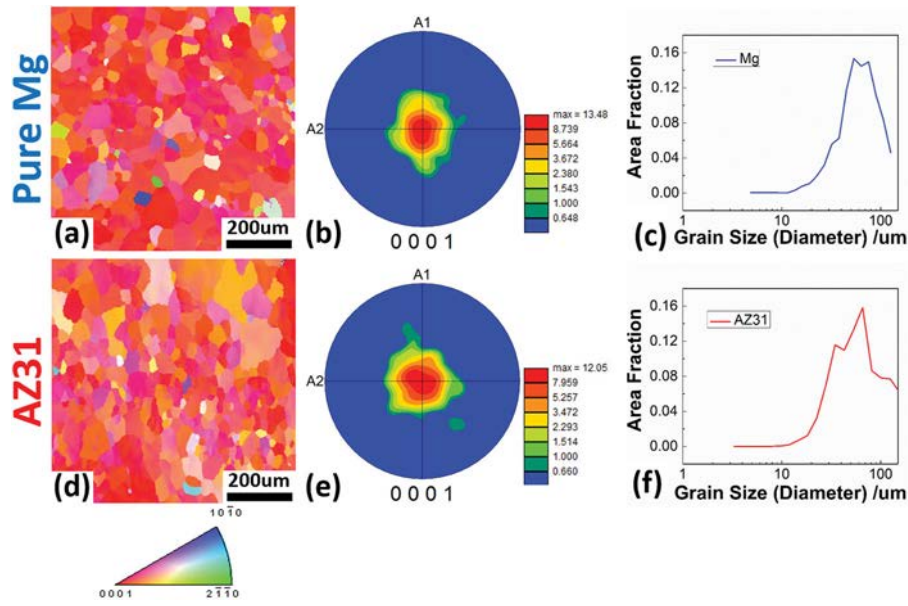 Pure Mg
(a)
200um
A1
A2
(b)
0 0 0 1
max = 13.48
8.739
5.664
3.672
2.380
1.543
1.000
0.648
Area Fraction
0.16
0.12
0.08
0.04
0.00
Mg
1
10
100
(c)
Grain Size (Diameter) /um
AZ31
(d)
200um
A1
A2
(e)
0 0 0 1
max = 12.05
7.959
5.257
3.472
2.293
1.514
1.000
0.660
Area Fraction
0.16
0.12
0.08
0.04
0.00
AZ31
1
10
100
(f)
Grain Size (Diameter) /um
1 0 1̄ 0
0 0 0 1
2 1̄ 1̄ 0